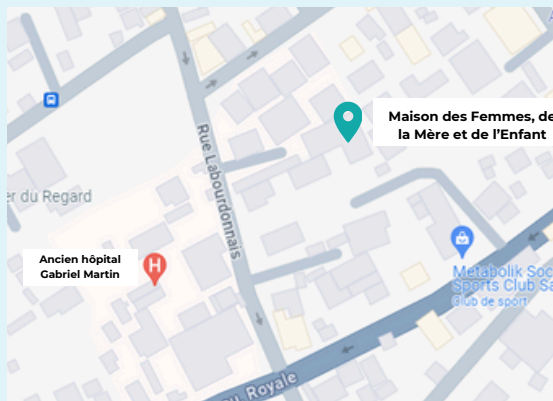 Maison des Femmes, de
la Mère et de l'Enfant
Rue Labourdonnais
er du Regard
Ancien hôpital
Gabriel Martin
H
Metabolik Soc
Sports Club Sa
Club de sport
Royale